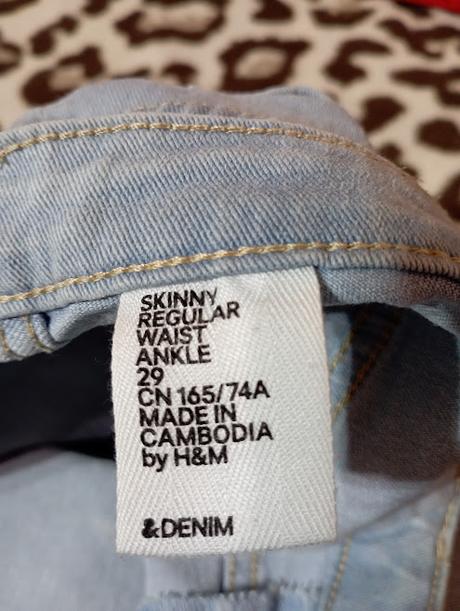 SKINNY
REGULAR
WAIST
ANKLE
29
CN 165/74A
MADE IN
CAMBODIA
by H&M
&DENIM